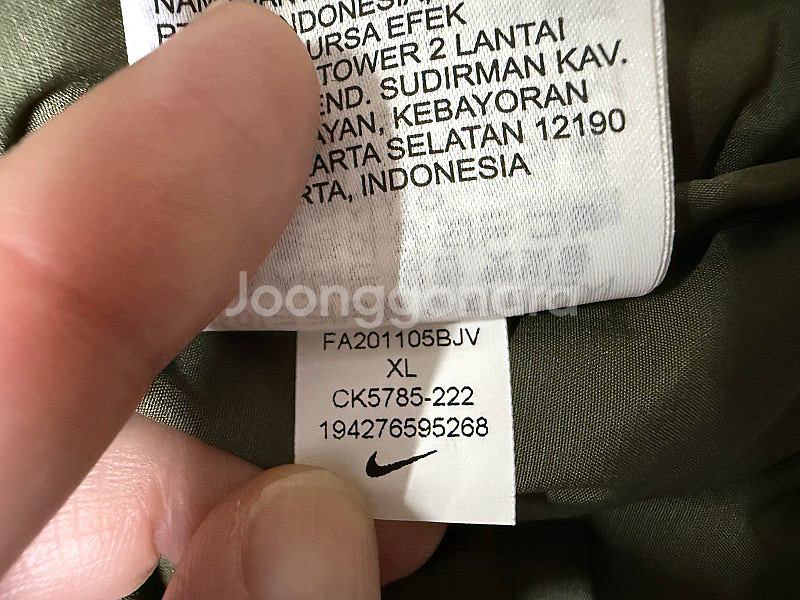 INDONESIA
URSA EFEK
TOWER 2 LANTAI
END. SUDIRMAN KAV.
AYAN, KEBAYORAN
ARTA SELATAN 12190
RTA, INDONESIA
Joonggonara
FA201105BJV
XL
CK5785-222
194276595268